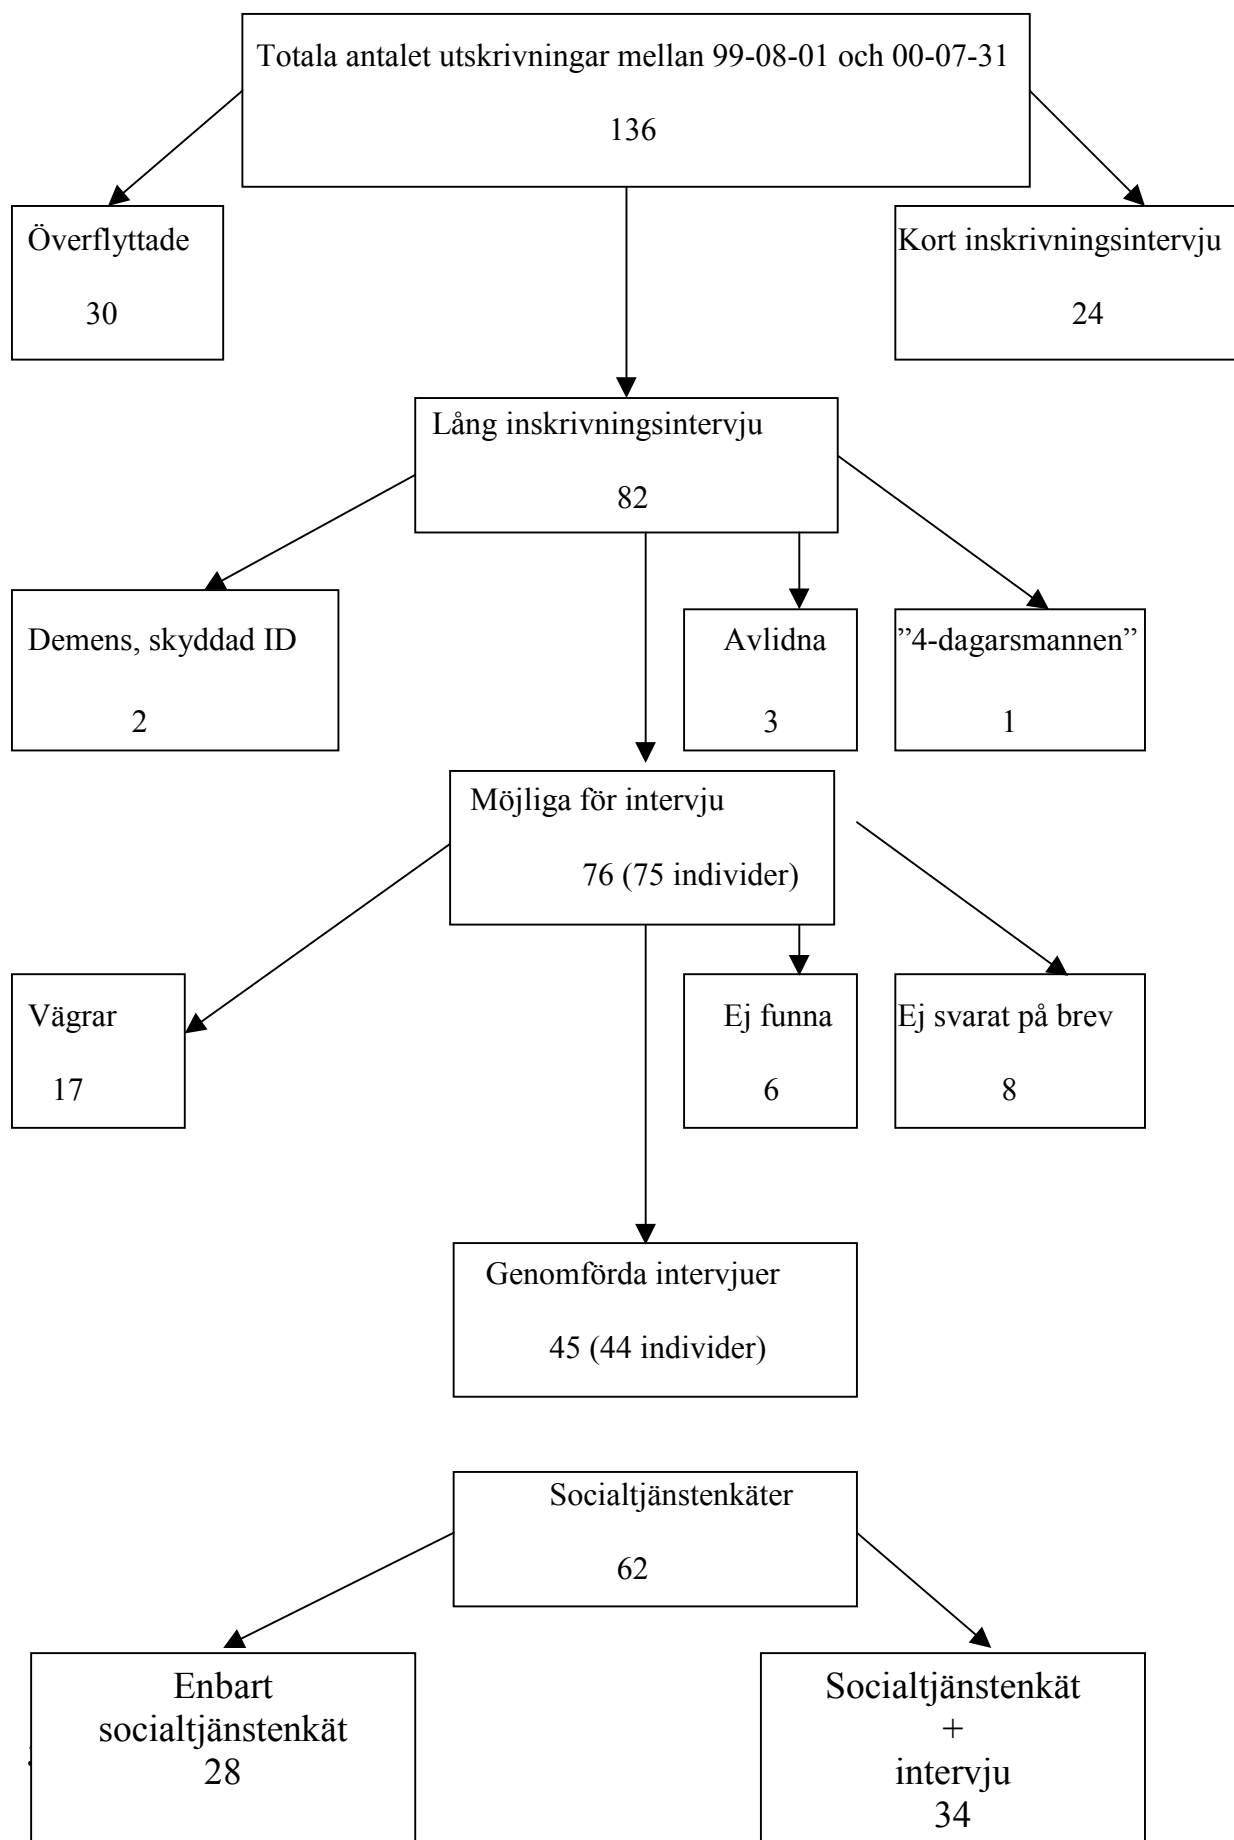 Totala antalet utskrivningar mellan 99-08-01 och 00-07-31
136
Överflyttade
30
Kort inskrivningsintervju
24
Lång inskrivningsintervju
82
Demens, skyddad ID
2
Avlidna
3
”4-dagarsmannen”
1
Möjliga för intervju
76 (75 individer)
Vägrar
17
Ej funna
6
Ej svarat på brev
8
Genomförda intervjuer
45 (44 individer)
Socialtjänstenkäter
62
Enbart
socialtjänstenkät
28
Socialtjänstenkät
+
intervju
34